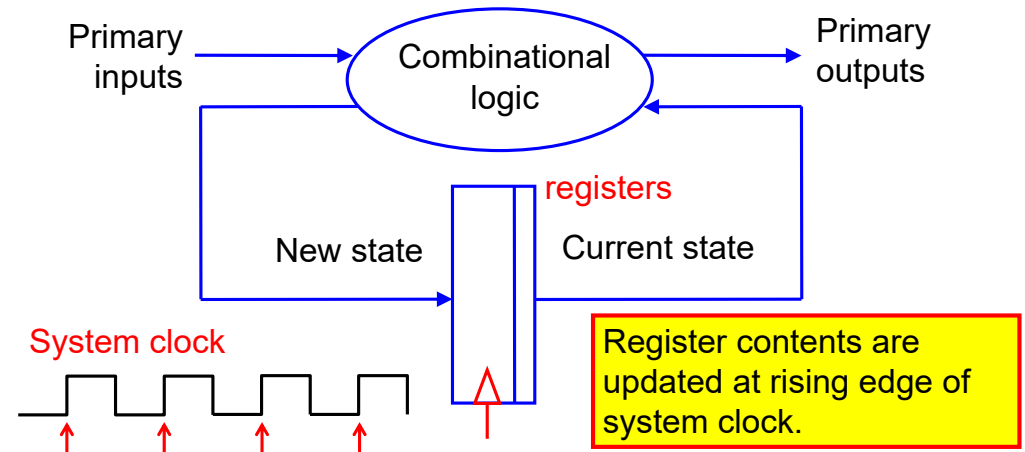 Primary
inputs
Combinational
logic
Primary
outputs
registers
New state
Current state
System clock
Register contents are
updated at rising edge of
system clock.